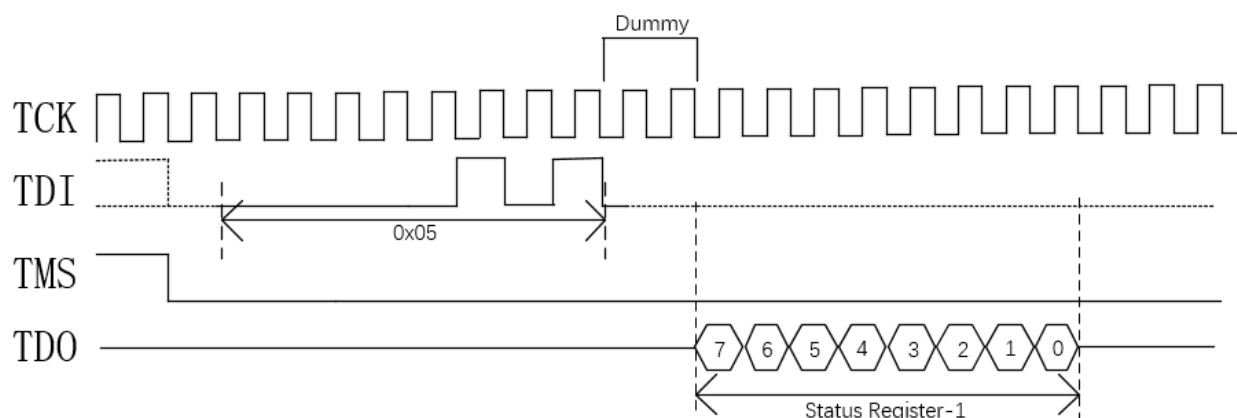 Dummy
TCK
TDI
0x05
TMS
TDO
7 6 5 4 3 2 1 0
Status Register-1